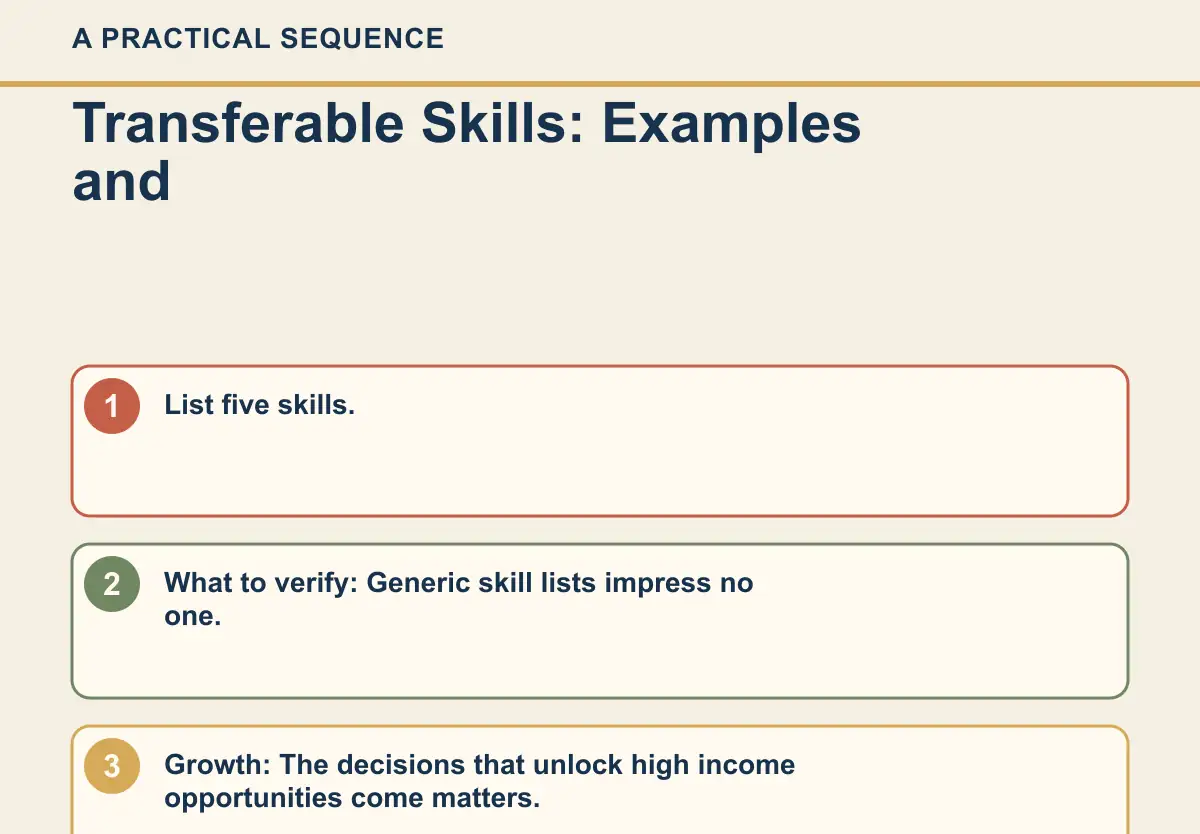 A PRACTICAL SEQUENCE
Transferable Skills: Examples
and
1
List five skills.
2
What to verify: Generic skill lists impress no
one.
3
Growth: The decisions that unlock high income
opportunities come matters.